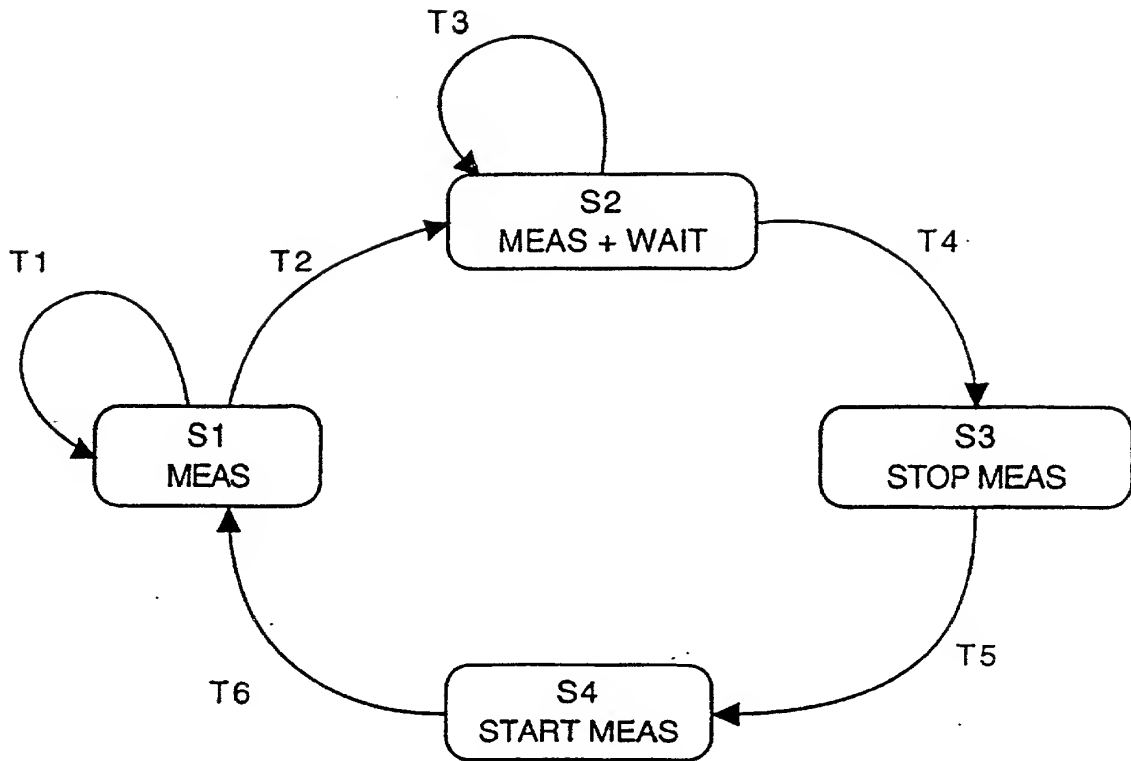 T3
S2
MEAS + WAIT
T1
T2
T4
S1
MEAS
S3
STOP MEAS
T6
S4
START MEAS
T5